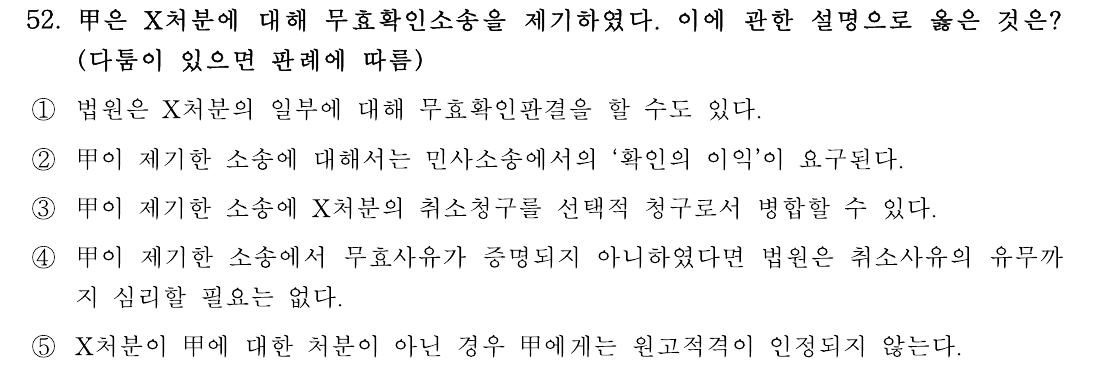 52. 甲은 X처분에 대해 무효확인소송을 제기하였다. 이에 관한 설명으로 옳은 것은?
(다툼이 있으면 판례에 따름)
① 법원은 X처분의 일부에 대해 무효확인판결을 할 수도 있다.
② 甲이 제기한 소송에 대해서는 민사소송에서의 ‘확인의 이익’이 요구된다.
③ 甲이 제기한 소송에 X처분의 취소청구를 선택적 청구로서 병합할 수 있다.
④ 甲이 제기한 소송에서 무효사유가 증명되지 아니하였다면 법원은 취소사유의 유무까
지 심리할 필요는 없다.
⑤ X처분이 甲에 대한 처분이 아닌 경우 甲에게는 원고적격이 인정되지 않는다.